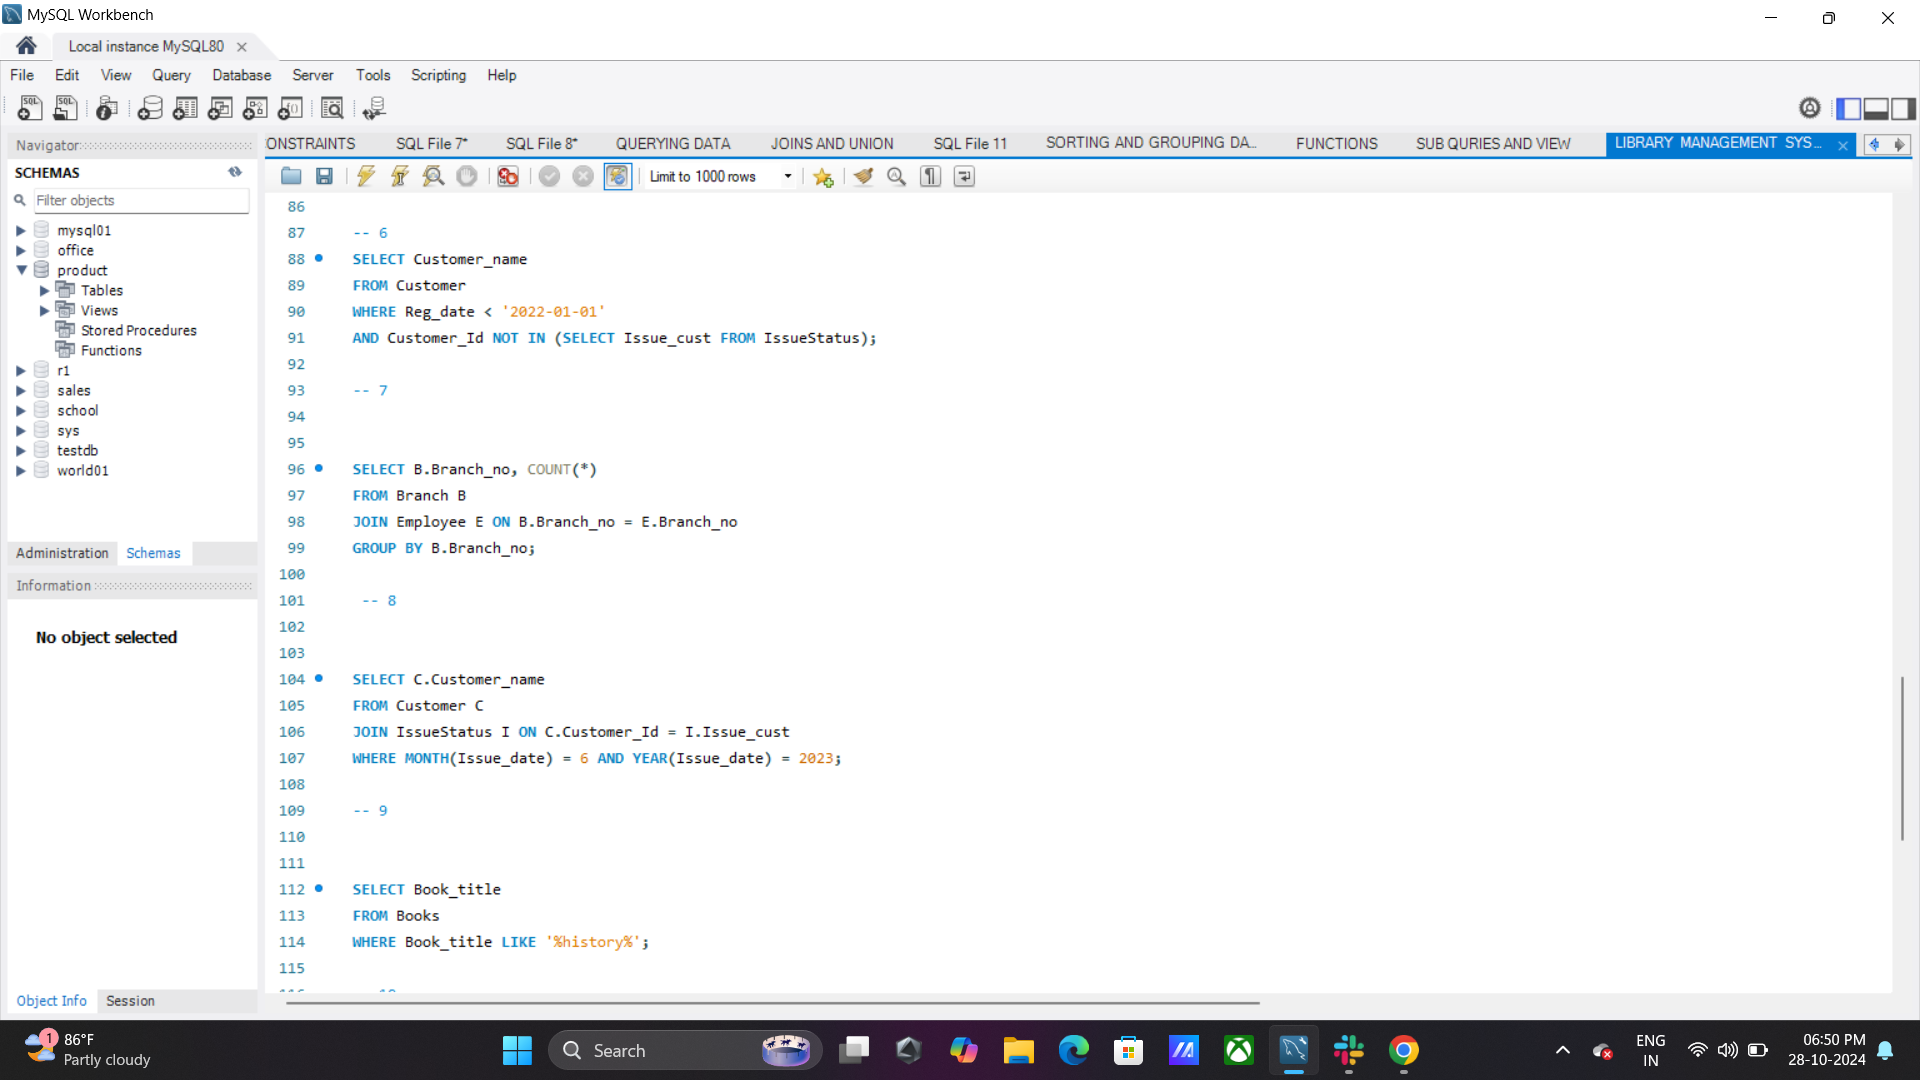 MySQL Workbench
Local instance MySQL80
File Edit View Query Database Server Tools Scripting Help
Navigator
SCHEMAS
Filter objects
mysql01
office
product
Tables
Views
Stored Procedures
Functions
r1
sales
school
sys
testdb
world01
Administration Schemas
Information
No object selected
Object Info Session
ONSTRAINTS SQL File 7* SQL File 8* QUERYING DATA JOINS AND UNION SQL File 11 SORTING AND GROUPING DA... FUNCTIONS SUB QURIES AND VIEW LIBRARY MANAGEMENT SYS...
Limit to 1000 rows
86
87 -- 6
88 SELECT Customer_name
89 FROM Customer
90 WHERE Reg_date < '2022-01-01'
91 AND Customer_Id NOT IN (SELECT Issue_cust FROM IssueStatus);
92
93 -- 7
94
95
96 SELECT B.Branch_no, COUNT(*)
97 FROM Branch B
98 JOIN Employee E ON B.Branch_no = E.Branch_no
99 GROUP BY B.Branch_no;
100
101 -- 8
102
103
104 SELECT C.Customer_name
105 FROM Customer C
106 JOIN IssueStatus I ON C.Customer_Id = I.Issue_cust
107 WHERE MONTH(Issue_date) = 6 AND YEAR(Issue_date) = 2023;
108
109 -- 9
110
111
112 SELECT Book_title
113 FROM Books
114 WHERE Book_title LIKE '%history%';
115
1
86°F
Partly cloudy
Search
ENG
IN
06:50 PM
28-10-2024